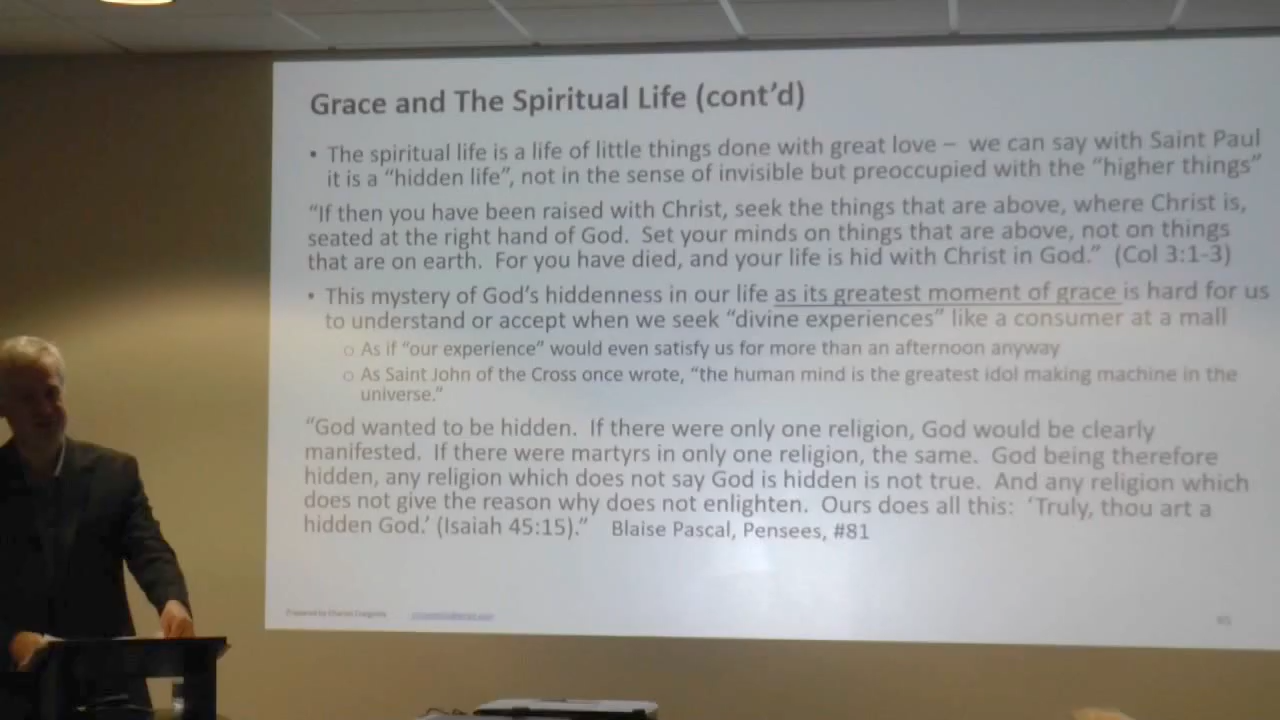 Grace and The Spiritual Life (cont’d)
• The spiritual life is a life of little things done with great love – we can say with Saint Paul
it is a “hidden life”, not in the sense of invisible but preoccupied with the “higher things”
“If then you have been raised with Christ, seek the things that are above, where Christ is,
seated at the right hand of God. Set your minds on things that are above, not on things
that are on earth. For you have died, and your life is hid with Christ in God.” (Col 3:1-3)
• This mystery of God’s hiddenness in our life as its greatest moment of grace is hard for us
to understand or accept when we seek “divine experiences” like a consumer at a mall
○ As if “our experience” would even satisfy us for more than an afternoon anyway
○ As Saint John of the Cross once wrote, “the human mind is the greatest idol making machine in the
universe.”
“God wanted to be hidden. If there were only one religion, God would be clearly
manifested. If there were martyrs in only one religion, the same. God being therefore
hidden, any religion which does not say God is hidden is not true. And any religion which
does not give the reason why does not enlighten. Ours does all this: ‘Truly, thou art a
hidden God.’ (Isaiah 45:15).” Blaise Pascal, Pensees, #81
Prepared by Charles